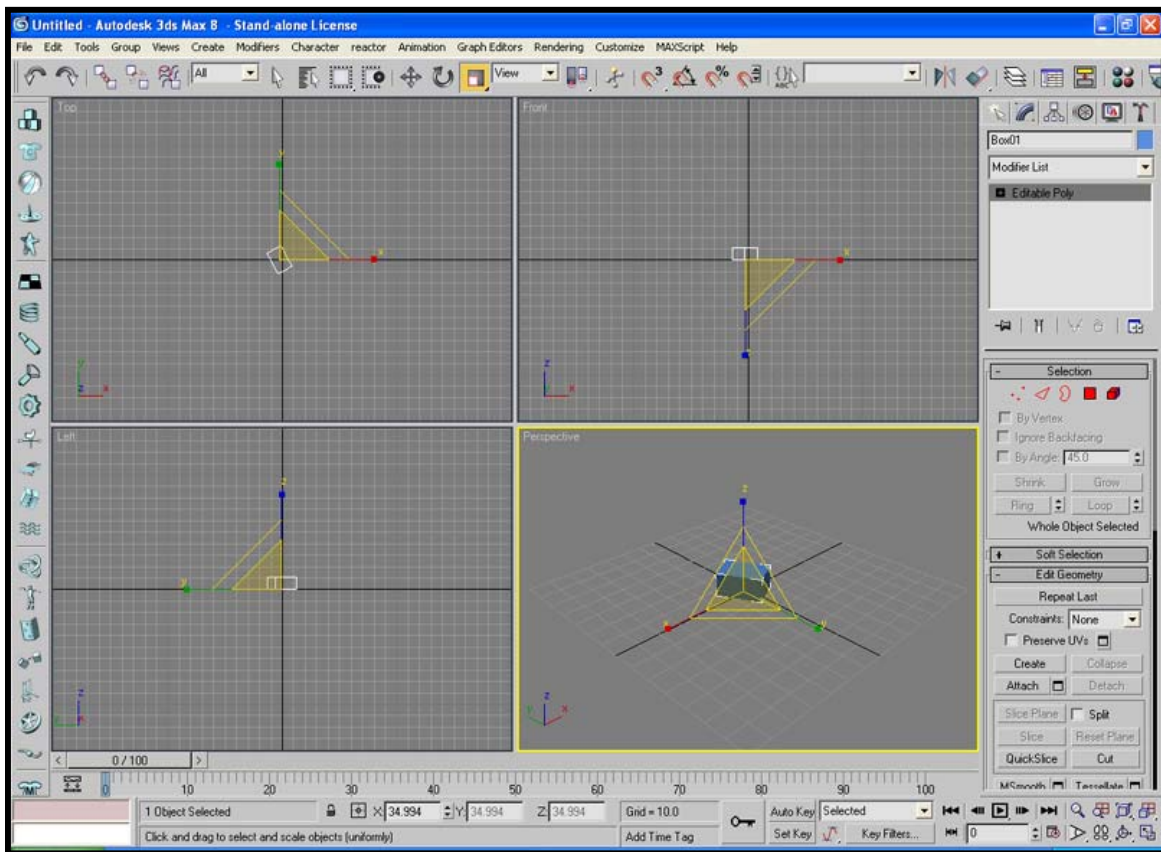 Untitled - Autodesk 3ds Max 8 - Stand-alone License
File Edit Tools Group Views Create Modifiers Character reactor Animation Graph Editors Rendering Customize MAXScript Help
All View
Top
Front
Left
Perspective
y
x
x
y
x
z
x
z
y
z
z
x
y
z
y
x
Box01
Modifier List
Editable Poly
- Selection
By Vertex
Ignore Backfacing
By Angle: 45.0
Shrink Grow
Ring Loop
Whole Object Selected
+ Soft Selection
- Edit Geometry
Repeat Last
Constraints: None
Preserve UVs
Create Collapse
Attach Detach
Slice Plane Split
Slice Reset Plane
QuickSlice Cut
MSmooth Tessellate
< 0 / 100 >
0 10 20 30 40 50 60 70 80 90 100
1 Object Selected X: 34.994 Y: 34.994 Z: 34.994 Grid = 10.0 Auto Key Selected
Click and drag to select and scale objects (uniformly) Add Time Tag Set Key Key Filters... 0